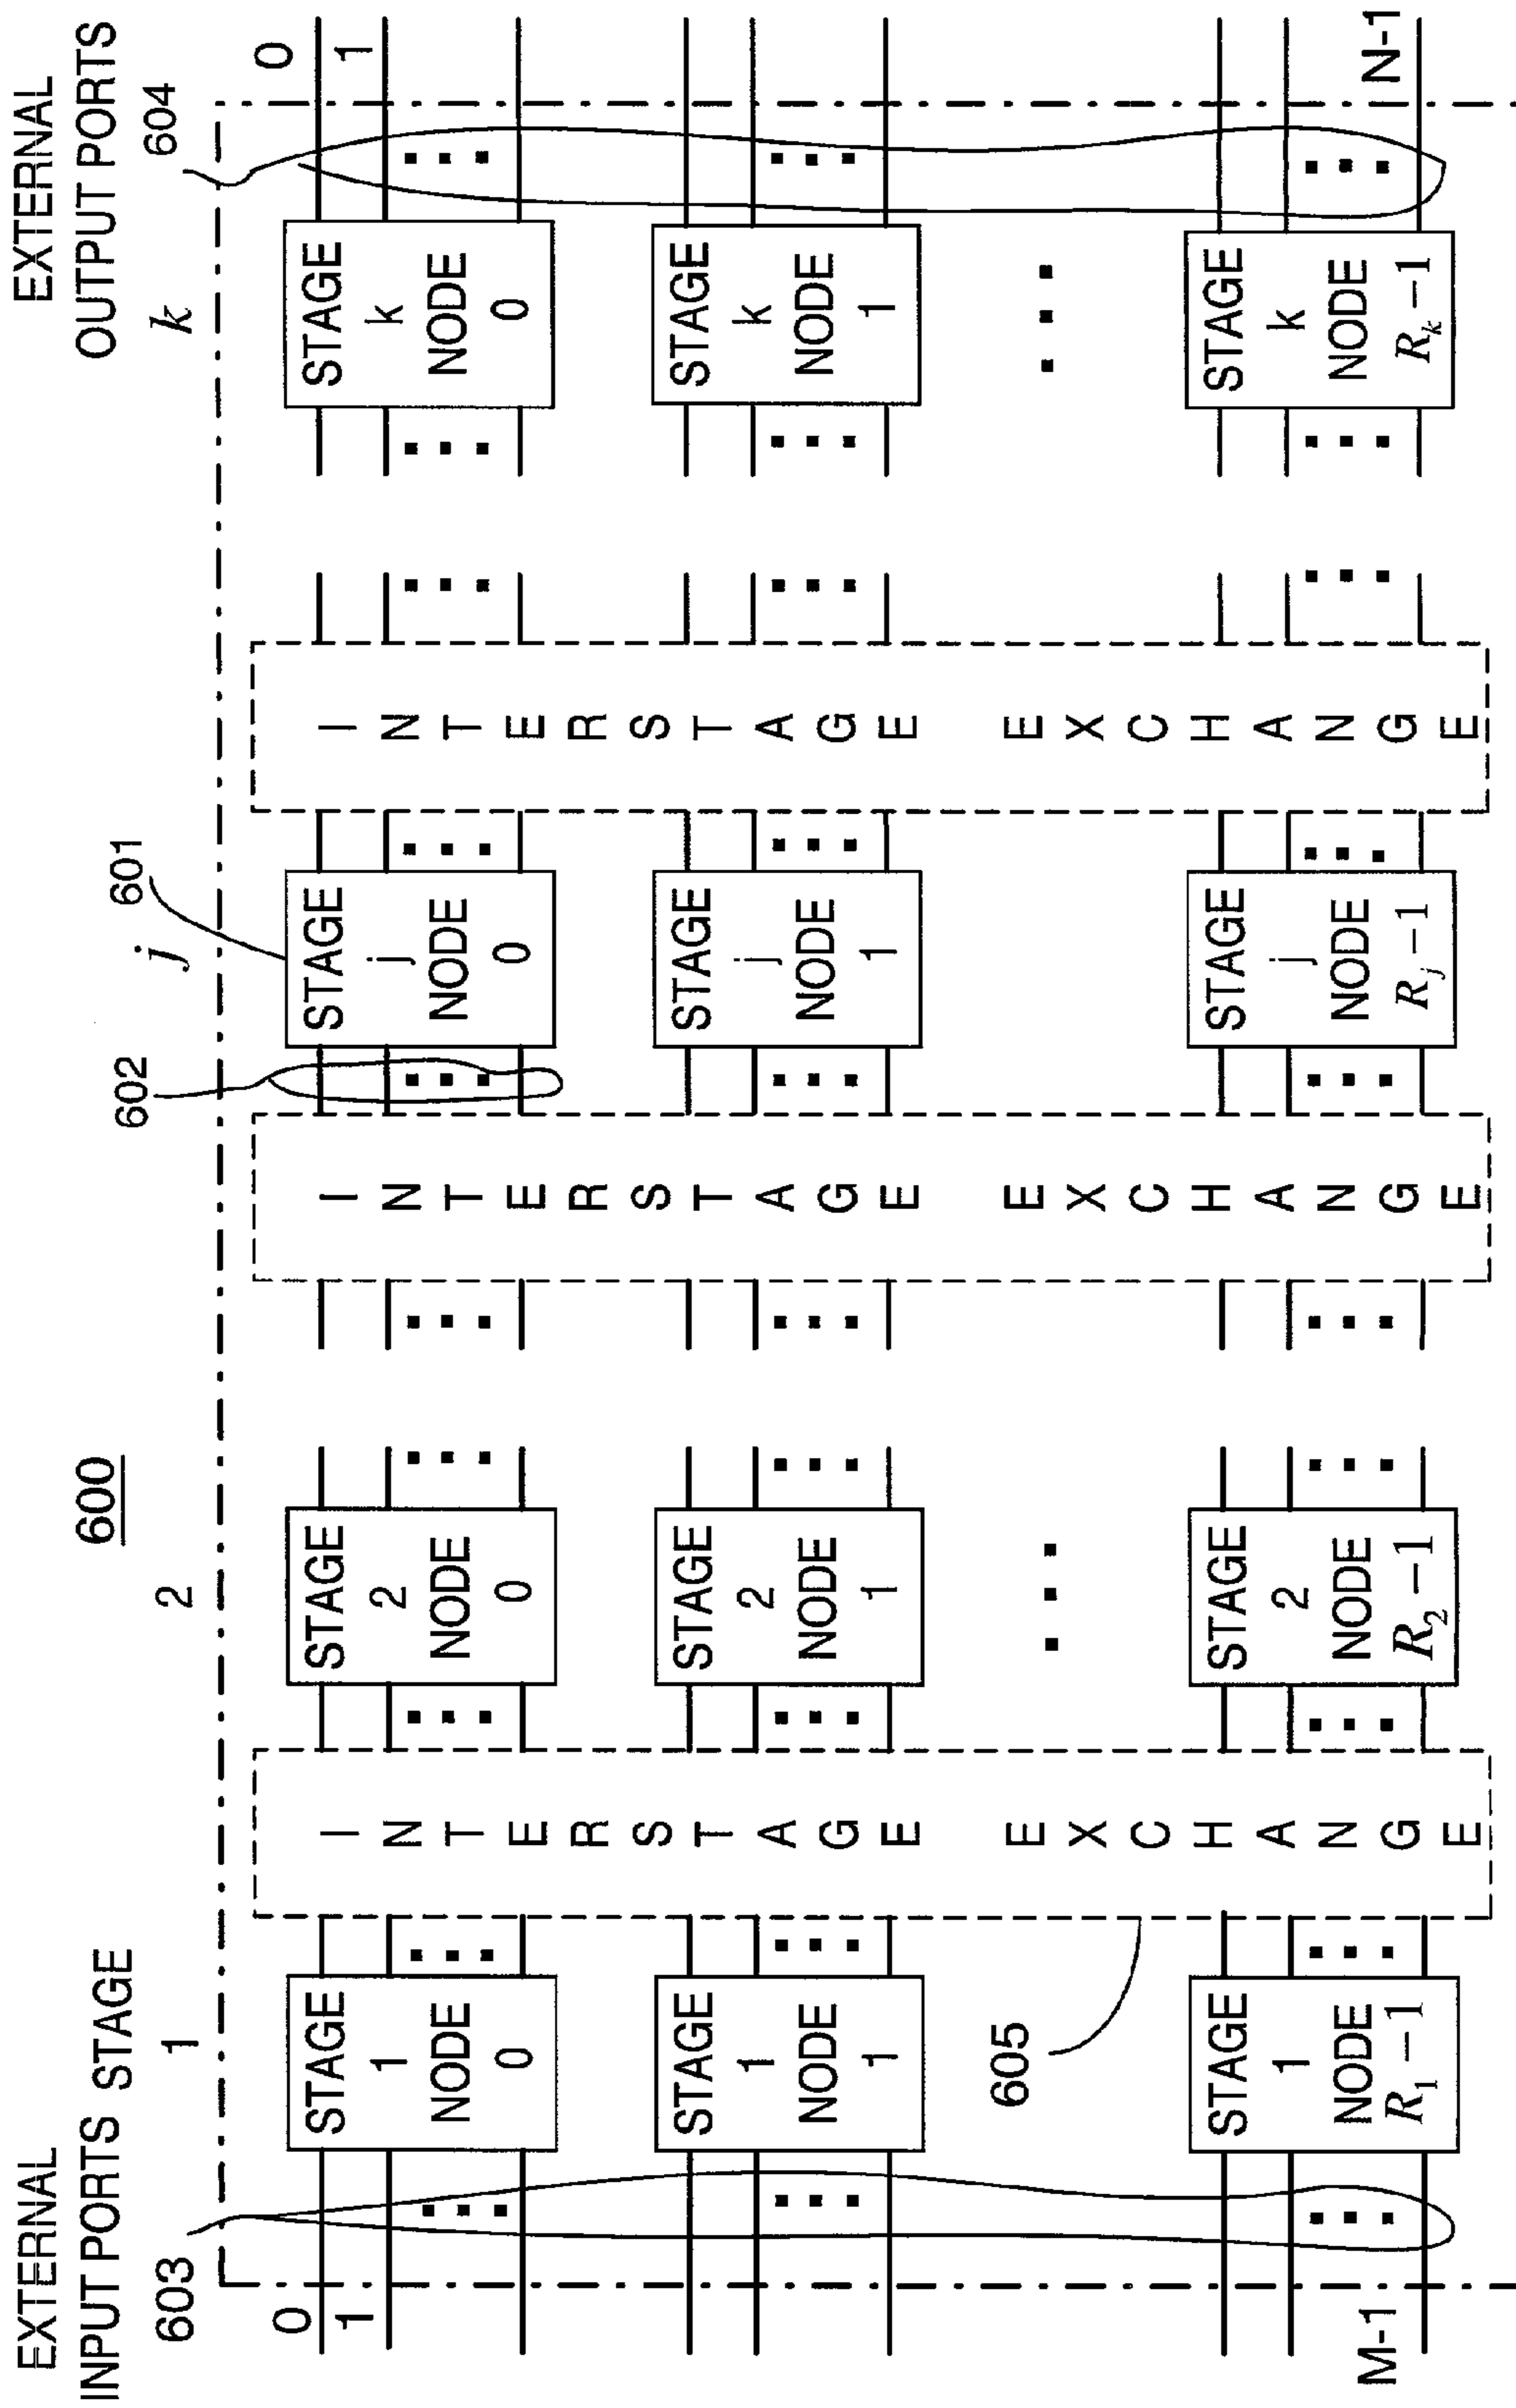 EXTERNAL
INPUT PORTS STAGE
EXTERNAL
OUTPUT PORTS
600
1
2
j
k
603
602
601
604
0
1
0
1
STAGE
1
NODE
0
STAGE
2
NODE
0
STAGE
j
NODE
0
STAGE
k
NODE
0
STAGE
1
NODE
1
STAGE
2
NODE
1
STAGE
j
NODE
1
STAGE
k
NODE
1
INTERSTAGE EXCHANGE
INTERSTAGE EXCHANGE
INTERSTAGE EXCHANGE
605
STAGE
1
NODE
R₁−1
STAGE
2
NODE
R₂−1
STAGE
j
NODE
Rⱼ−1
STAGE
k
NODE
Rₖ−1
M-1
N-1